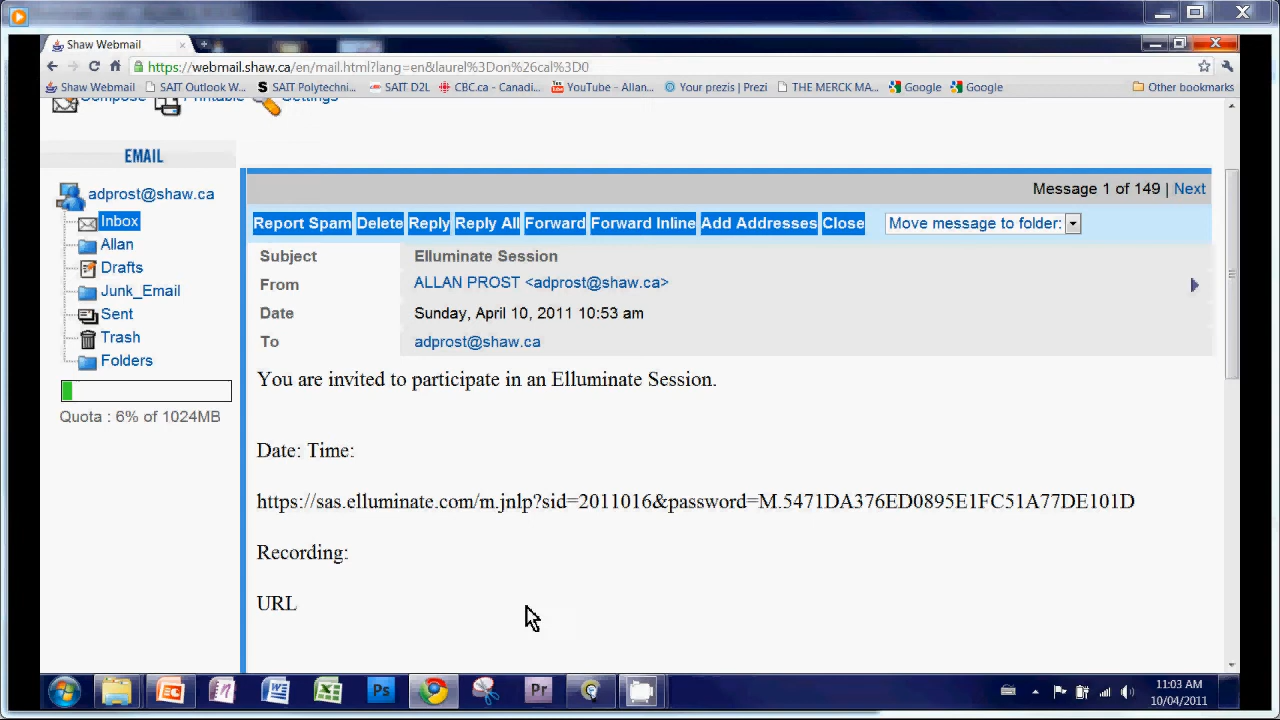 Shaw Webmail
https://webmail.shaw.ca/en/mail.html?lang=en&laurel%3Don%26cal%3D0
Shaw Webmail SAIT Outlook W... SAIT Polytechni... SAIT D2L CBC.ca - Canadi... YouTube - Allan... Your prezis | Prezi THE MERCK MA... Google Google Other bookmarks
Compose Printable Settings
EMAIL
adprost@shaw.ca
Inbox
Allan
Drafts
Junk_Email
Sent
Trash
Folders
Quota : 6% of 1024MB
Message 1 of 149 | Next
Report Spam Delete Reply Reply All Forward Forward Inline Add Addresses Close Move message to folder:
Subject Elluminate Session
From ALLAN PROST <adprost@shaw.ca>
Date Sunday, April 10, 2011 10:53 am
To adprost@shaw.ca
You are invited to participate in an Elluminate Session.
Date: Time:
https://sas.elluminate.com/m.jnlp?sid=2011016&password=M.5471DA376ED0895E1FC51A77DE101D
Recording:
URL
Ps Pr
11:03 AM
10/04/2011